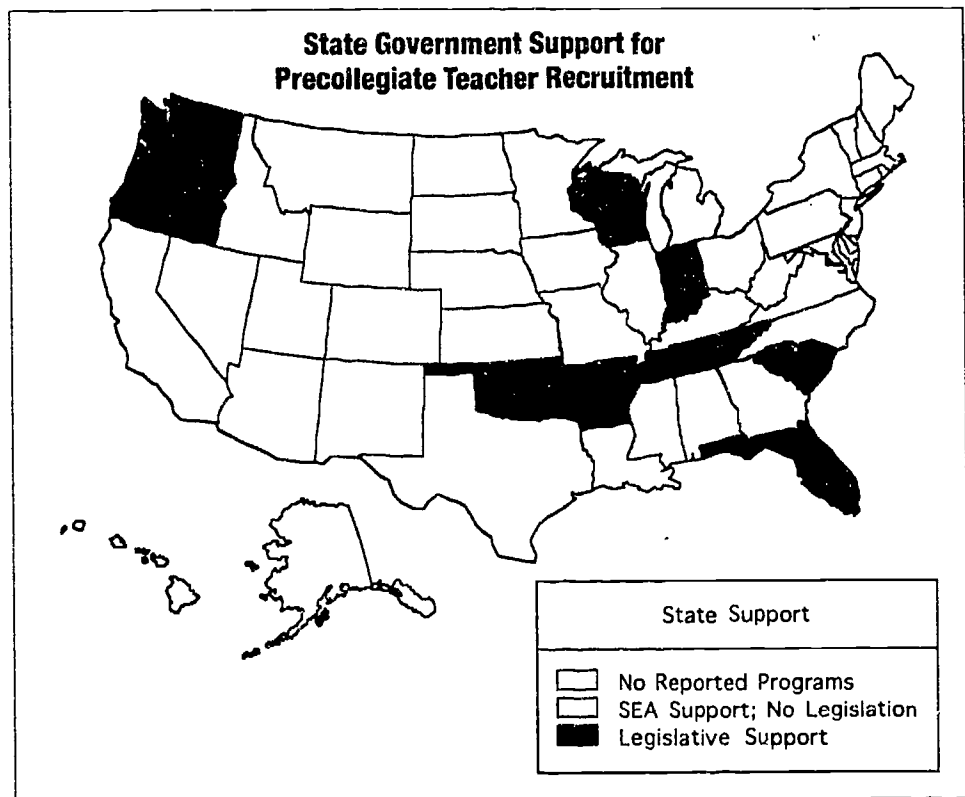 State Government Support for
Precollegiate Teacher Recruitment
State Support
No Reported Programs
SEA Support; No Legislation
Legislative Support